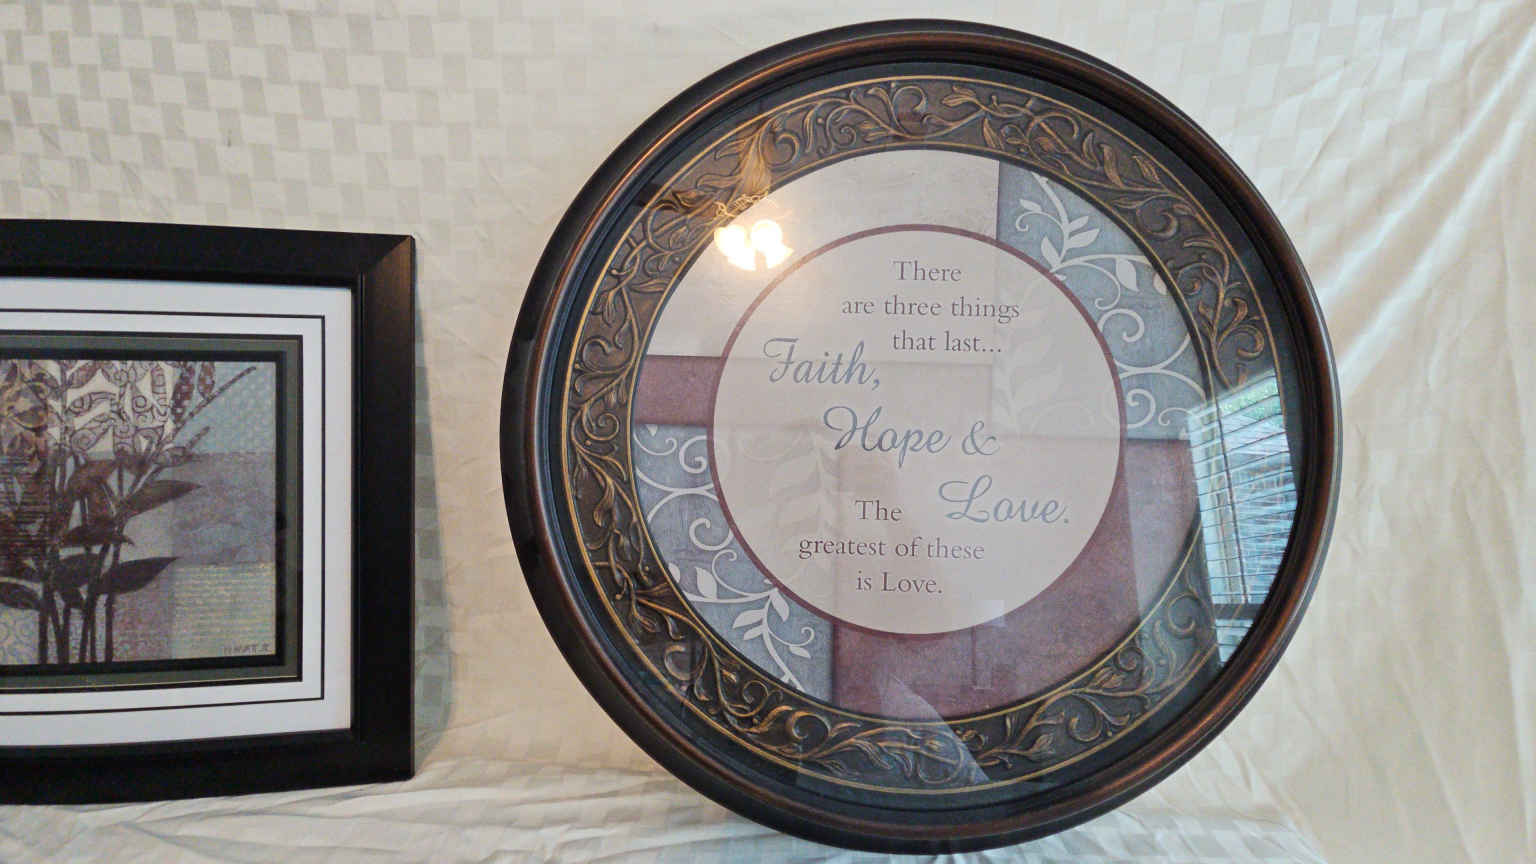 There
are three things
that last...
Faith,
Hope &
Love.
The
greatest of these
is Love.